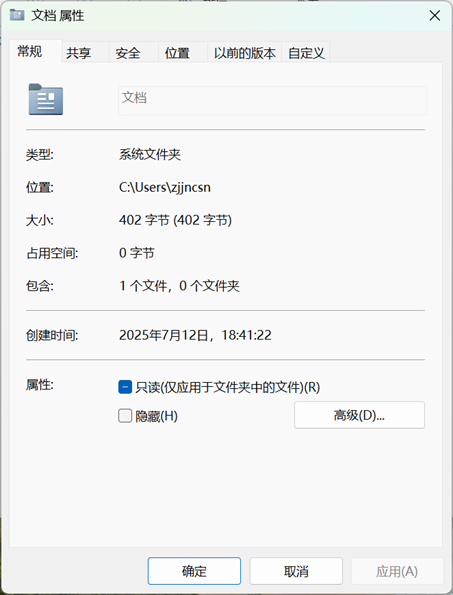 文档 属性
常规 共享 安全 位置 以前的版本 自定义
文档
类型: 系统文件夹
位置: C:\Users\zjjncsn
大小: 402 字节 (402 字节)
占用空间: 0 字节
包含: 1 个文件，0 个文件夹
创建时间: 2025年7月12日，18:41:22
属性: 只读(仅应用于文件夹中的文件)(R)
隐藏(H) 高级(D)...
确定 取消 应用(A)